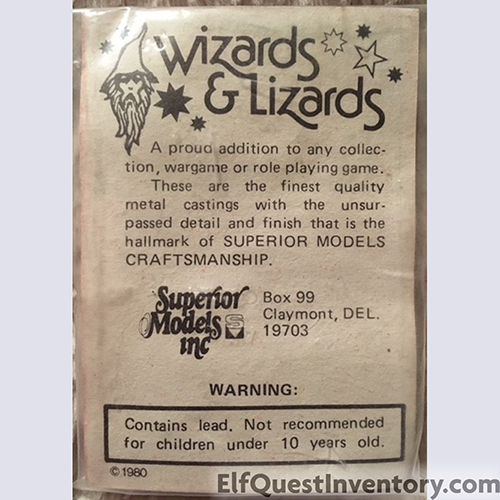 Wizards
& Lizards
A proud addition to any collec-
tion, wargame or role playing game.
These are the finest quality
metal castings with the unsur-
passed detail and finish that is the
hallmark of SUPERIOR MODELS
CRAFTSMANSHIP.
Superior
Models
inc
S
Box 99
Claymont, DEL.
19703
WARNING:
Contains lead. Not recommended
for children under 10 years old.
© 1980
ElfQuestInventory.com